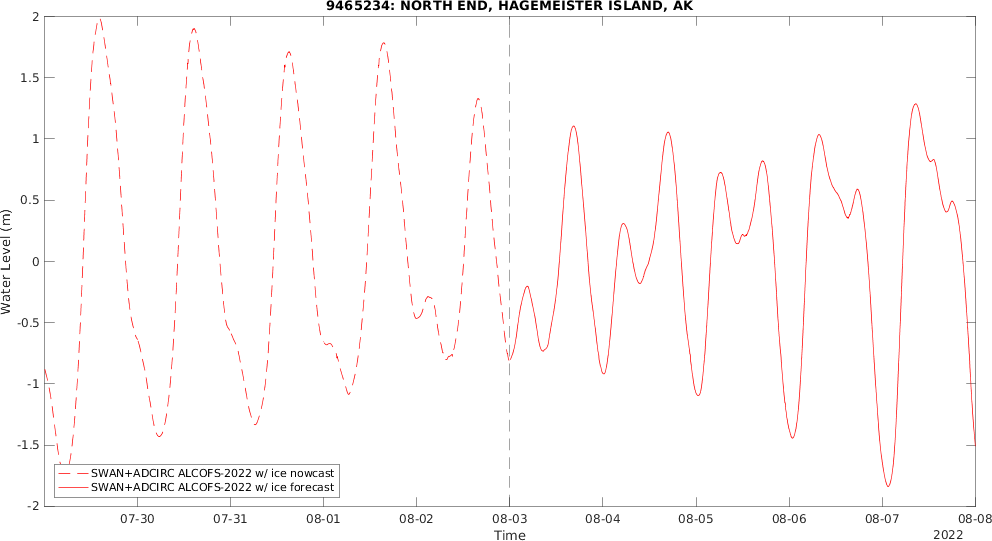 9465234: NORTH END, HAGEMEISTER ISLAND, AK
Water Level (m)
2
1.5
1
0.5
0
-0.5
-1
-1.5
-2
SWAN+ADCIRC ALCOFS-2022 w/ ice nowcast
SWAN+ADCIRC ALCOFS-2022 w/ ice forecast
07-30 07-31 08-01 08-02 08-03 08-04 08-05 08-06 08-07 08-08
Time
2022